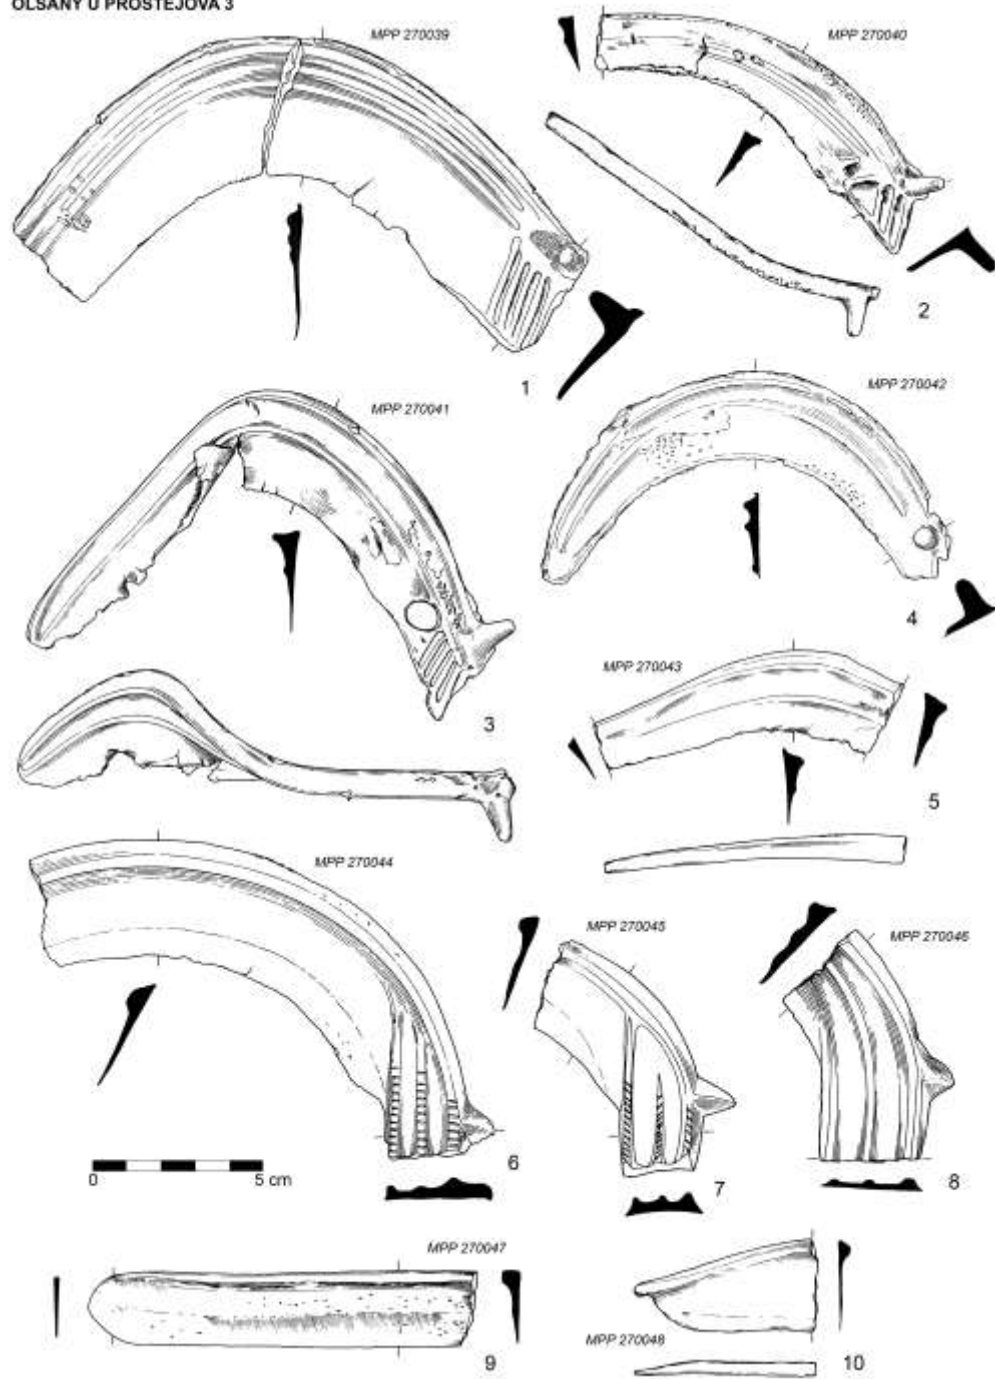 OLŠANY U PROSTĚJOVA 3
MPP 270039
MPP 270040
1
2
MPP 270041
MPP 270042
3
4
MPP 270043
5
MPP 270044
MPP 270045
MPP 270046
6
7
8
0 5 cm
MPP 270047
9
MPP 270048
10